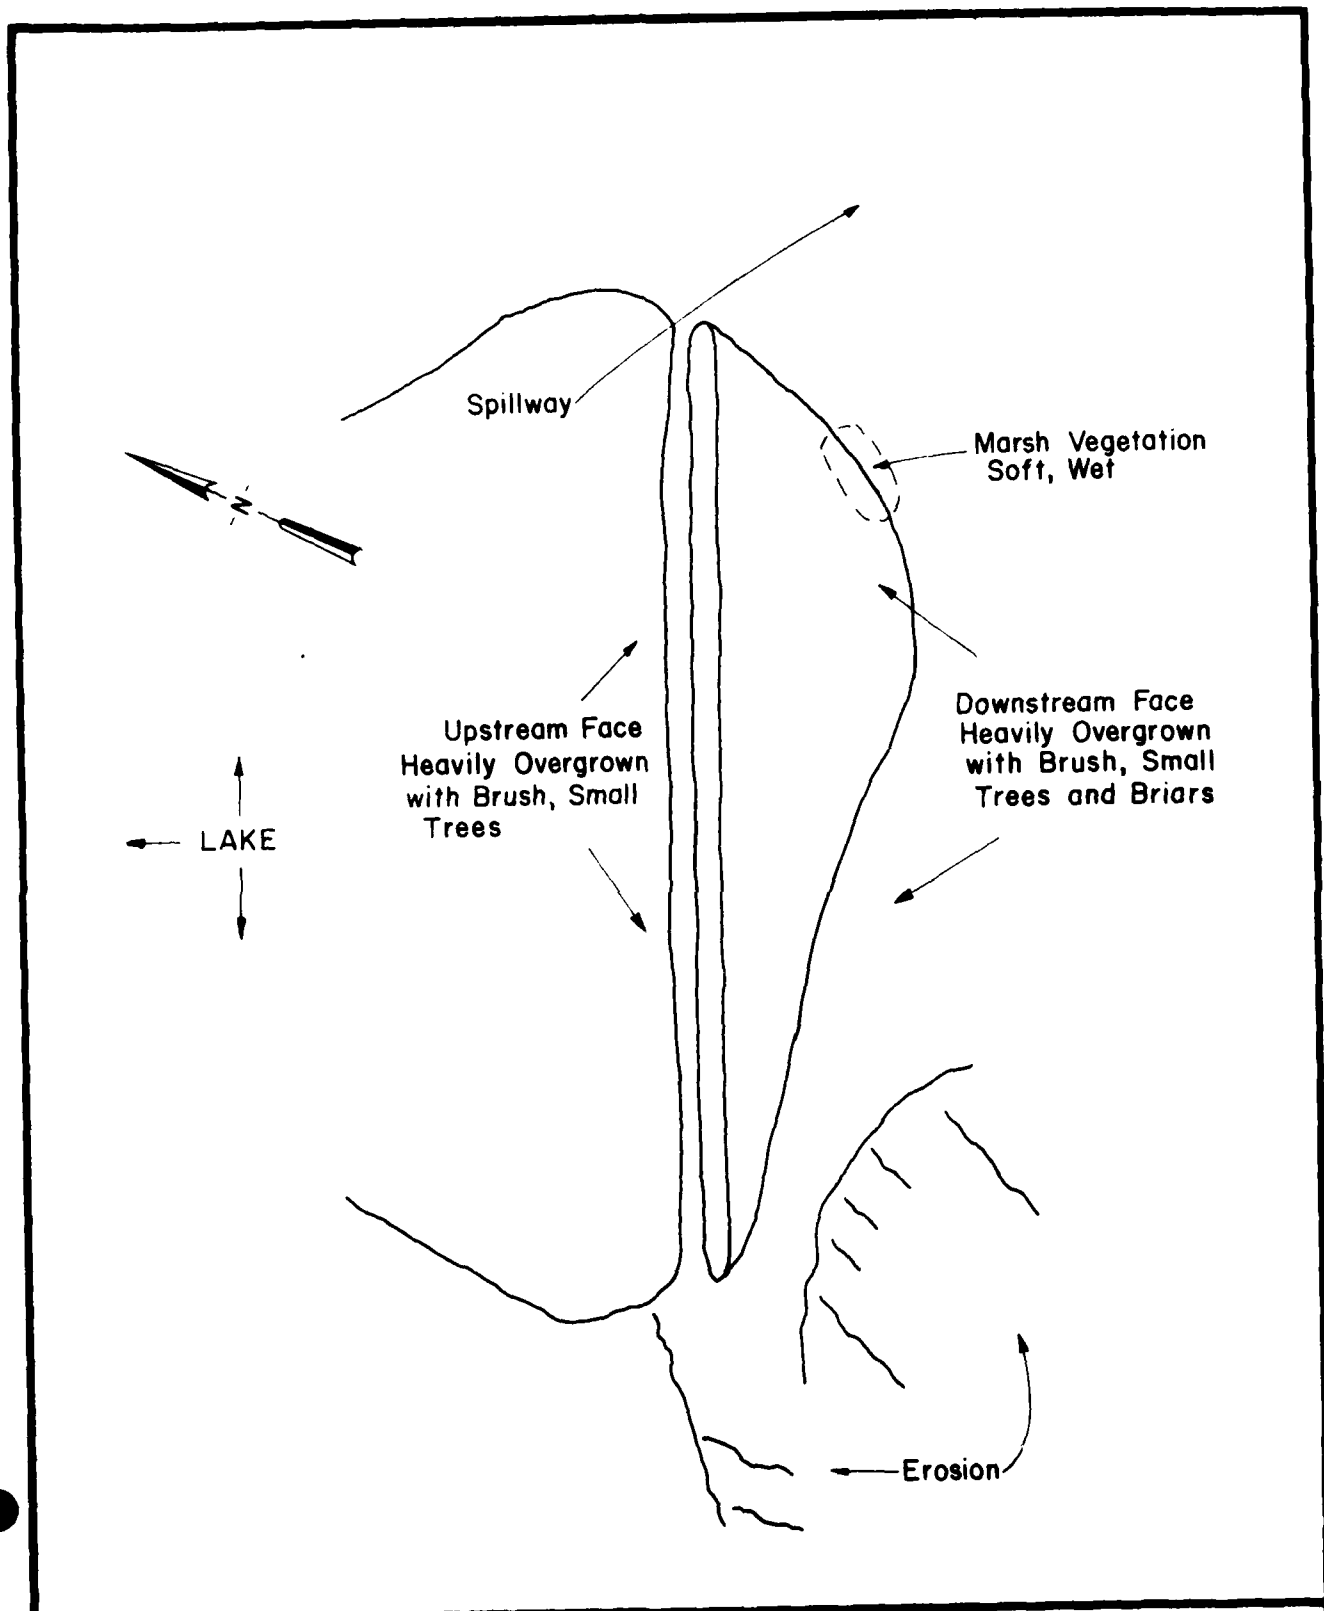 Spillway
Marsh Vegetation
Soft, Wet
N
Upstream Face
Heavily Overgrown
with Brush, Small
Trees
Downstream Face
Heavily Overgrown
with Brush, Small
Trees and Briars
LAKE
Erosion